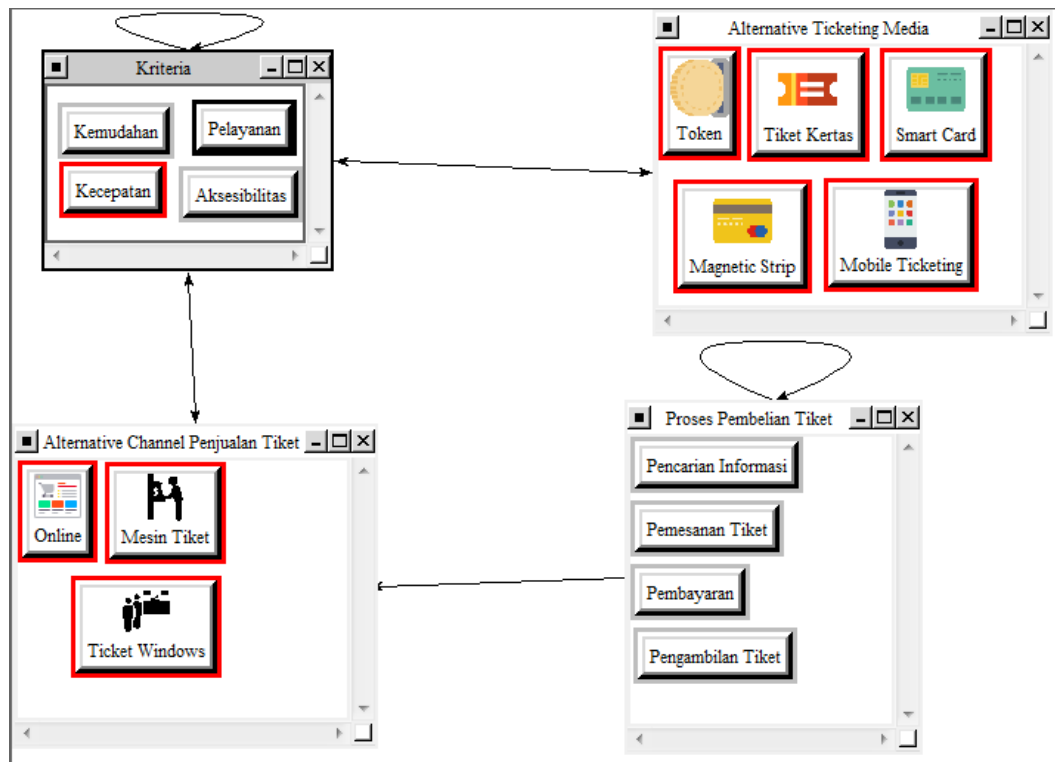 Kriteria
Kemudahan
Pelayanan
Kecepatan
Aksesibilitas
Alternative Ticketing Media
Token
Tiket Kertas
Smart Card
Magnetic Strip
Mobile Ticketing
Alternative Channel Penjualan Tiket
Online
Mesin Tiket
Ticket Windows
Proses Pembelian Tiket
Pencarian Informasi
Pemesanan Tiket
Pembayaran
Pengambilan Tiket